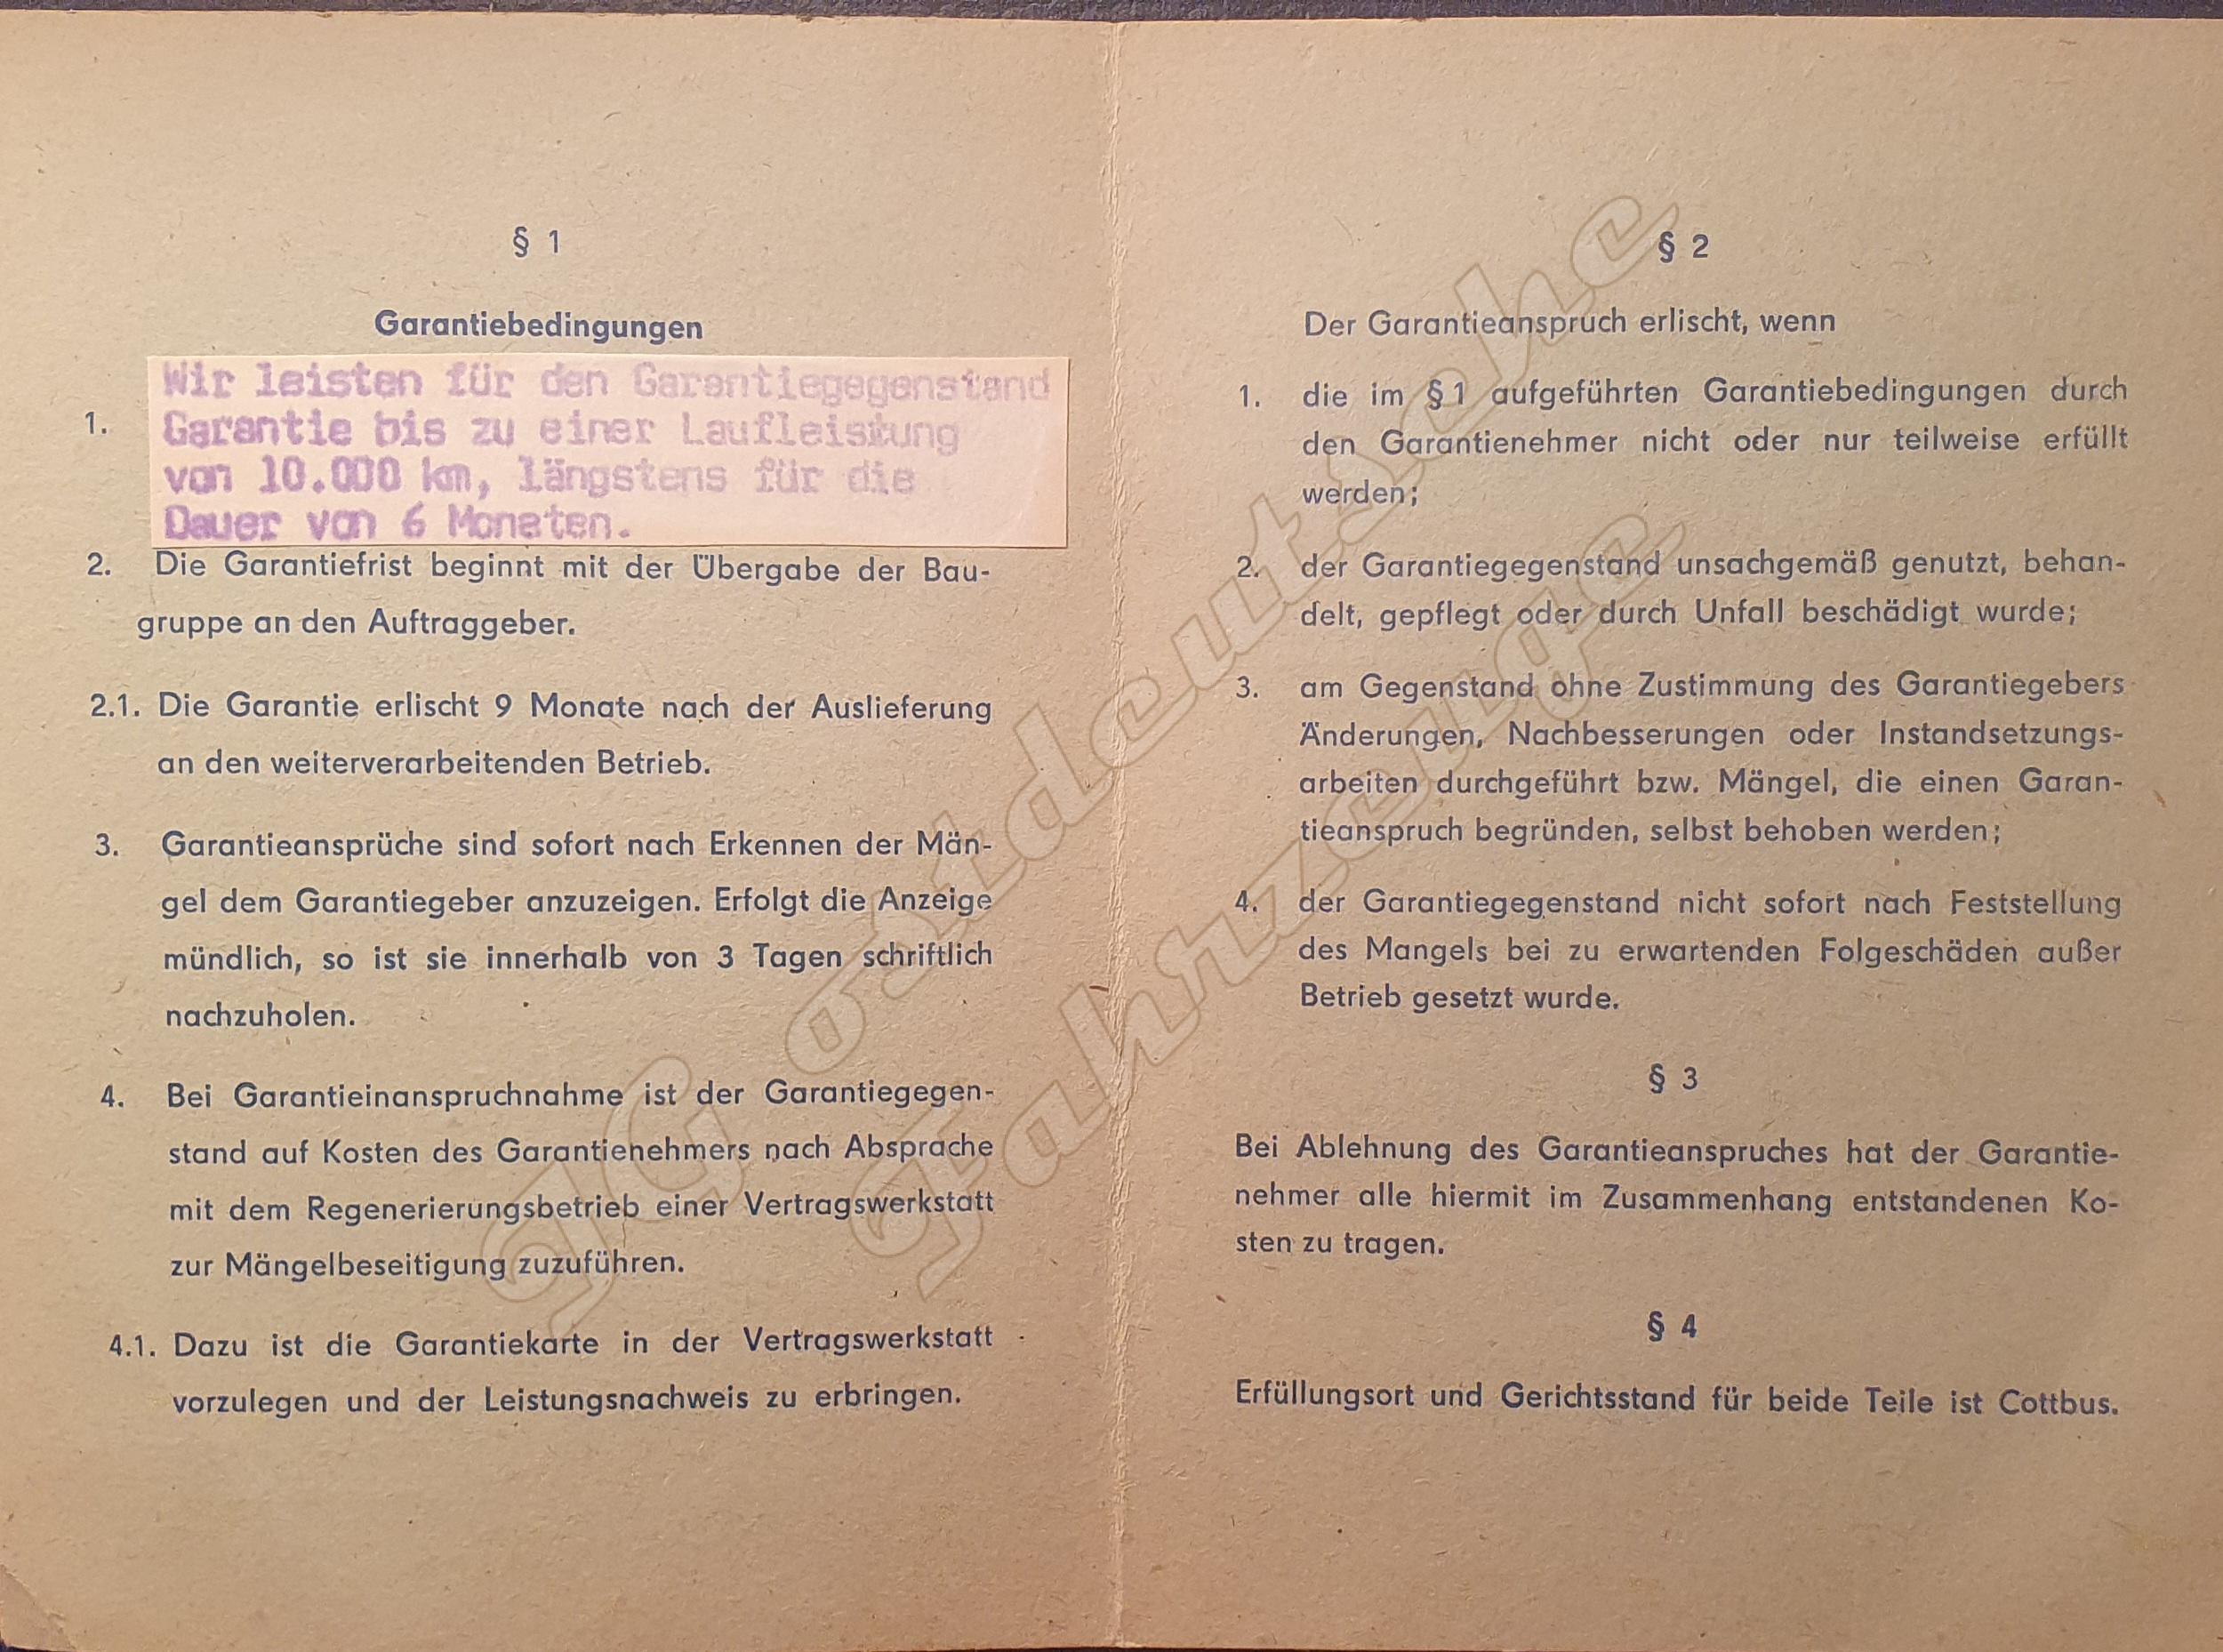 § 1
Garantiebedingungen
1. Wir leisten für den Garantiegegenstand
Garantie bis zu einer Laufleistung
von 10.000 km, längstens für die
Dauer von 6 Monaten.
2. Die Garantiefrist beginnt mit der Übergabe der Bau-
gruppe an den Auftraggeber.
2.1. Die Garantie erlischt 9 Monate nach der Auslieferung
an den weiterverarbeitenden Betrieb.
3. Garantieansprüche sind sofort nach Erkennen der Män-
gel dem Garantiegeber anzuzeigen. Erfolgt die Anzeige
mündlich, so ist sie innerhalb von 3 Tagen schriftlich
nachzuholen.
4. Bei Garantieinanspruchnahme ist der Garantiegegen-
stand auf Kosten des Garantienehmers nach Absprache
mit dem Regenerierungsbetrieb einer Vertragswerkstatt
zur Mängelbeseitigung zuzuführen.
4.1. Dazu ist die Garantiekarte in der Vertragswerkstatt
vorzulegen und der Leistungsnachweis zu erbringen.
§ 2
Der Garantieanspruch erlischt, wenn
1. die im § 1 aufgeführten Garantiebedingungen durch
den Garantienehmer nicht oder nur teilweise erfüllt
werden;
2. der Garantiegegenstand unsachgemäß genutzt, behan-
delt, gepflegt oder durch Unfall beschädigt wurde;
3. am Gegenstand ohne Zustimmung des Garantiegebers
Änderungen, Nachbesserungen oder Instandsetzungs-
arbeiten durchgeführt bzw. Mängel, die einen Garan-
tieanspruch begründen, selbst behoben werden;
4. der Garantiegegenstand nicht sofort nach Feststellung
des Mangels bei zu erwartenden Folgeschäden außer
Betrieb gesetzt wurde.
§ 3
Bei Ablehnung des Garantieanspruches hat der Garantie-
nehmer alle hiermit im Zusammenhang entstandenen Ko-
sten zu tragen.
§ 4
Erfüllungsort und Gerichtsstand für beide Teile ist Cottbus.
IG ostdeutsche
Fahrzeuge